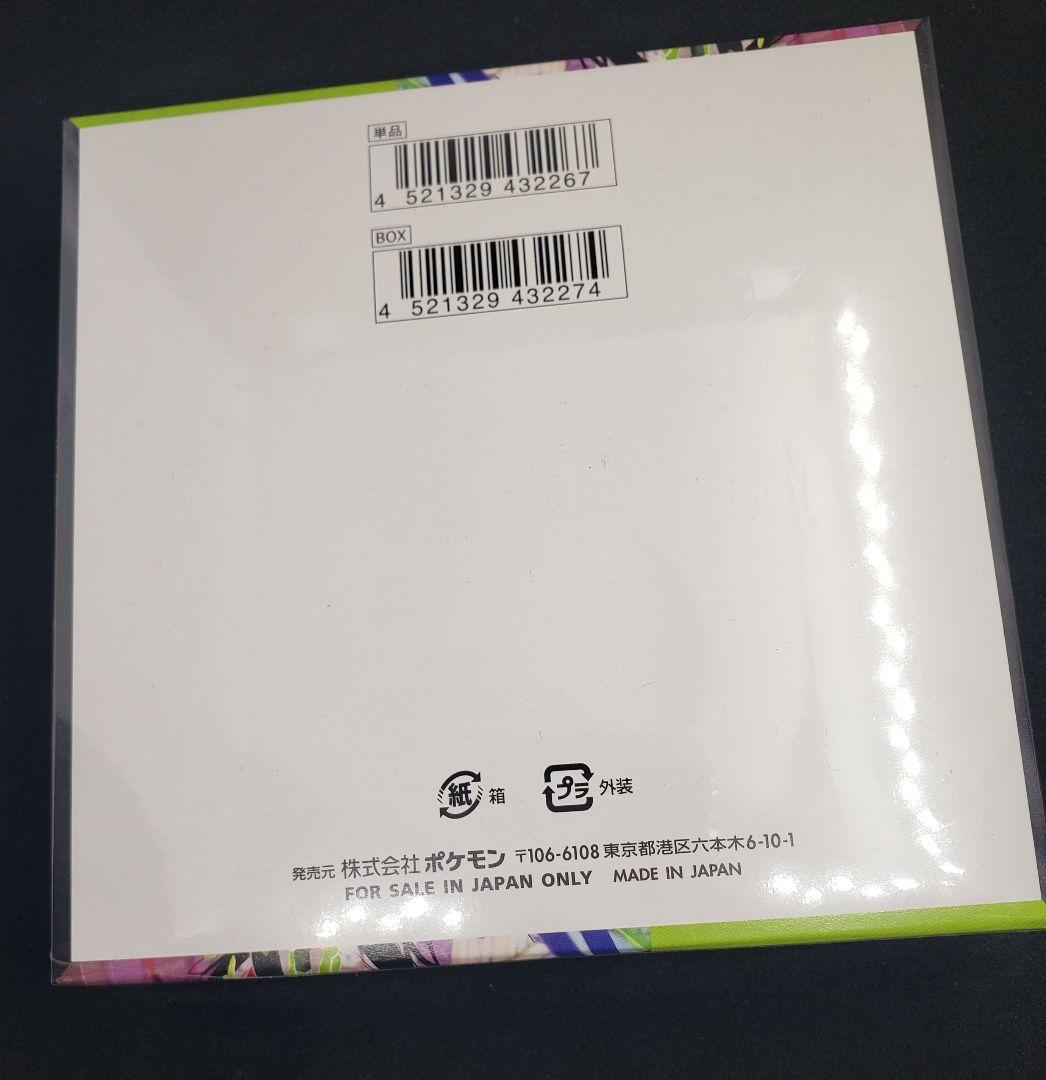 単品
4 521329 432267
BOX
4 521329 432274
紙 箱 プラ 外装
発売元 株式会社 ポケモン 〒106-6108 東京都港区六本木6-10-1
FOR SALE IN JAPAN ONLY MADE IN JAPAN